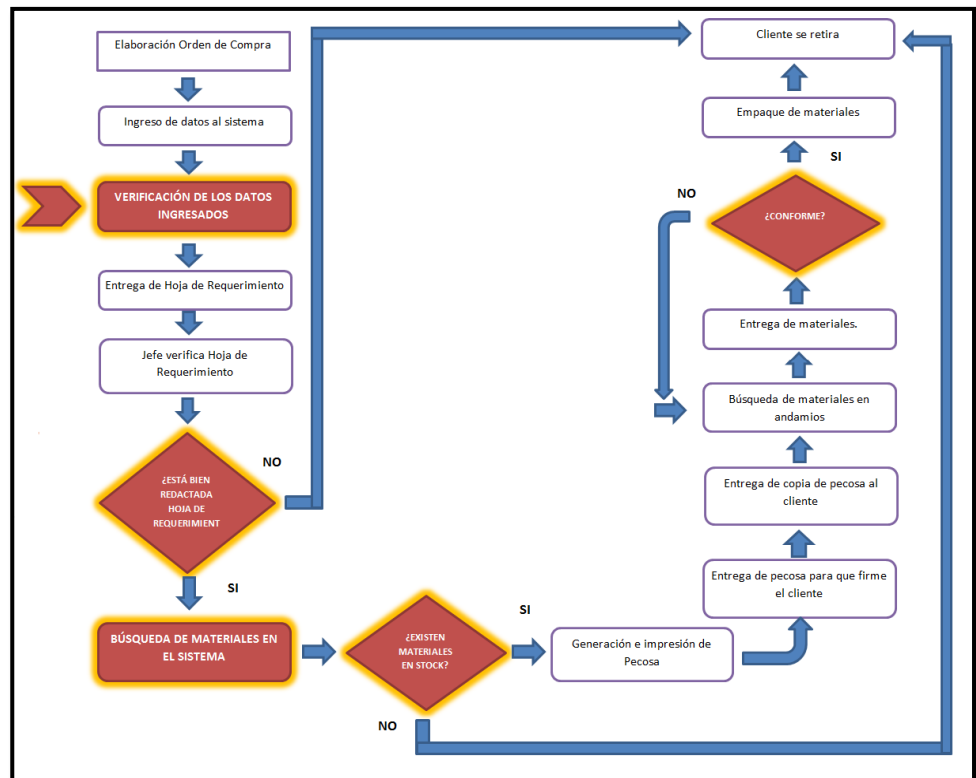 Elaboración Orden de Compra
Ingreso de datos al sistema
VERIFICACIÓN DE LOS DATOS
INGRESADOS
Entrega de Hoja de Requerimiento
Jefe verifica Hoja de
Requerimiento
¿ESTÁ BIEN
REDACTADA
HOJA DE
REQUERIMIENT
NO
SI
BÚSQUEDA DE MATERIALES EN
EL SISTEMA
¿EXISTEN
MATERIALES
EN STOCK?
SI
NO
Generación e impresión de
Pecosa
Entrega de pecosa para que firme
el cliente
Entrega de copia de pecosa al
cliente
Búsqueda de materiales en
andamios
Entrega de materiales.
¿CONFORME?
NO
SI
Empaque de materiales
Cliente se retira